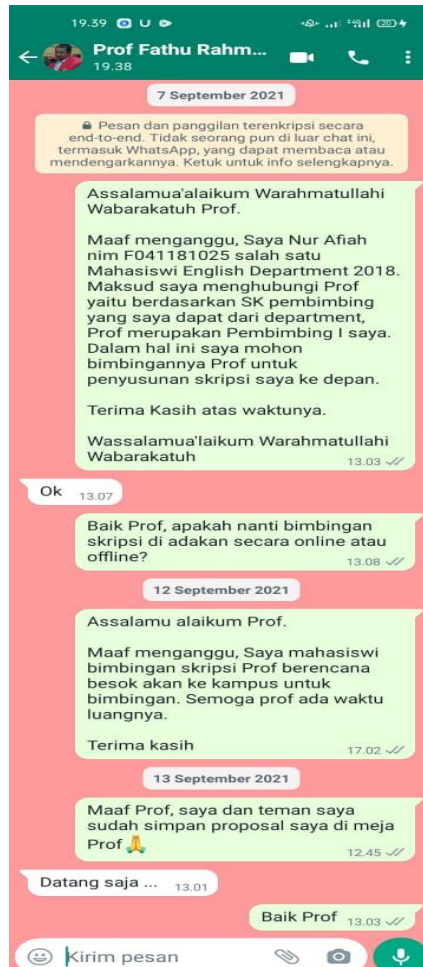 19.39
Prof Fathu Rahm...
19.38
7 September 2021
Pesan dan panggilan terenkripsi secara
end-to-end. Tidak seorang pun di luar chat ini,
termasuk WhatsApp, yang dapat membaca atau
mendengarkannya. Ketuk untuk info selengkapnya.
Assalamua'alaikum Warahmatullahi
Wabarakatuh Prof.
Maaf menganggu, Saya Nur Afiah
nim F041181025 salah satu
Mahasiswi English Department 2018.
Maksud saya menghubungi Prof
yaitu berdasarkan SK pembimbing
yang saya dapat dari department,
Prof merupakan Pembimbing I saya.
Dalam hal ini saya mohon
bimbingannya Prof untuk
penyusunan skripsi saya ke depan.
Terima Kasih atas waktunya.
Wassalamua'laikum Warahmatullahi
Wabarakatuh
13.03
Ok 13.07
Baik Prof, apakah nanti bimbingan
skripsi di adakan secara online atau
offline?
13.08
12 September 2021
Assalamu alaikum Prof.
Maaf menganggu, Saya mahasiswi
bimbingan skripsi Prof berencana
besok akan ke kampus untuk
bimbingan. Semoga prof ada waktu
luangnya.
Terima kasih
17.02
13 September 2021
Maaf Prof, saya dan teman saya
sudah simpan proposal saya di meja
Prof
12.45
Datang saja ... 13.01
Baik Prof 13.03
Kirim pesan